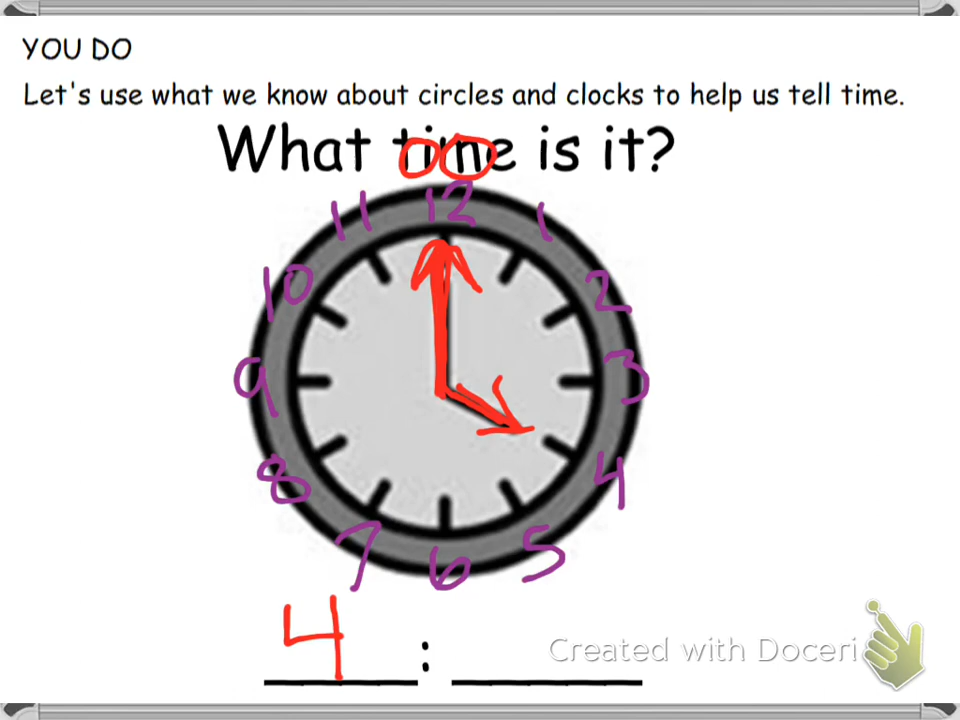 YOU DO
Let's use what we know about circles and clocks to help us tell time.
What time is it?
00
12
11 1
10 2
9 3
8 4
7 5
6
4 :
Created with Doceri